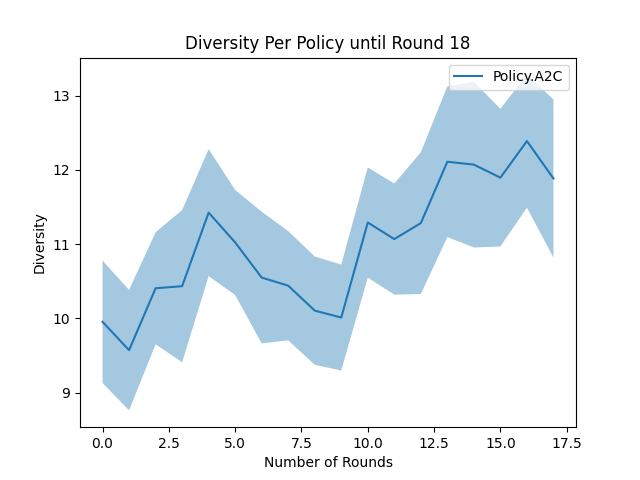 Diversity Per Policy until Round 18
Policy.A2C
13
12
11
10
9
Diversity
0.0 2.5 5.0 7.5 10.0 12.5 15.0 17.5
Number of Rounds